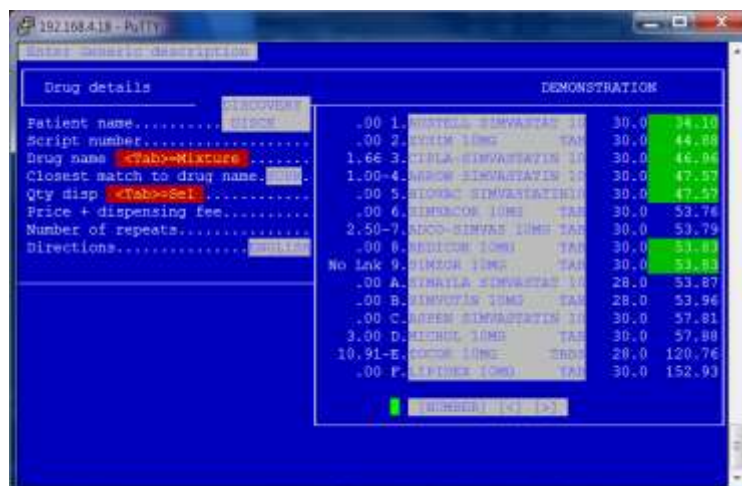 192.168.4.18 - PuTTY
Enter Generic description
Drug details DEMONSTRATION
DISCOVERY
Patient name..........
Script number.........
Drug name <Tab>=Mixture .......
Closest match to drug name.
Qty disp <Tab>=Sel
Price + dispensing fee.........
Number of repeats..............
Directions...............ENGLISH
.00 1. AUSTELL SIMVASTAT 10 30.0 34.10
.00 2. 10MG TAB 30.0 44.88
1.66 3. CIPLA-SIMVASTATIN 10 30.0 46.96
1.00-4. ARROW SIMVASTATIN 10 30.0 47.57
.00 5. BIOVAC SIMVASTATIN10 30.0 47.57
.00 6. SIMVACOR 10MG TAB 30.0 53.76
2.50-7. ADCO-SIMVAS 10MG TAB 30.0 53.79
.00 8. REDICOR 10MG TAB 30.0 53.83
No Lnk 9. SIMZOR 10MG TAB 30.0 53.83
.00 A. SIMAILA SIMVASTAT 10 28.0 53.87
.00 B. SIMVOTIN 10MG TAB 28.0 53.96
.00 C. ASPEN SIMVASTATIN 10 30.0 57.81
3.00 D. MICHOL 10MG TAB 30.0 57.98
10.91-E. ZOCOR 10MG TABS 28.0 120.76
.00 F. LIPIDEX 10MG TAB 30.0 152.93
[NUMBER] [<] [>]